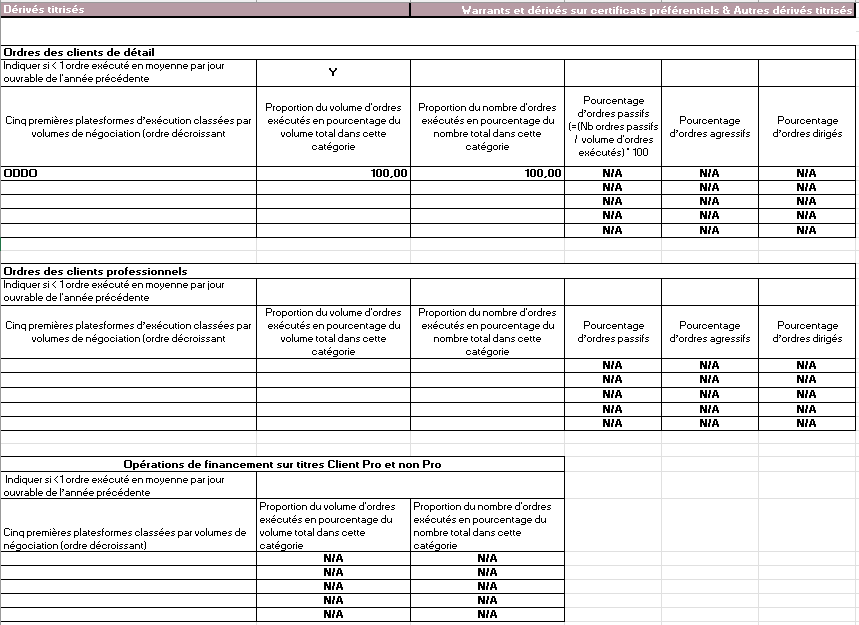 Dérivés titrisés
Warrants et dérivés sur certificats préférentiels & Autres dérivés titrisés
Ordres des clients de détail
Indiquer si < 1 ordre exécuté en moyenne par jour
ouvrable de l'année précédente
Y
Cinq premières platesformes d'exécution classées par
volumes de négociation (ordre décroissant
Proportion du volume d'ordres
exécutés en pourcentage du
volume total dans cette
catégorie
Proportion du nombre d'ordres
exécutés en pourcentage du
nombre total dans cette
catégorie
Pourcentage
d'ordres passifs
(=(Nb ordres passifs
/ volume d'ordres
exécutés) * 100
Pourcentage
d'ordres agressifs
Pourcentage
d'ordres dirigés
ODDO 100,00 100,00 N/A N/A N/A
N/A N/A N/A
N/A N/A N/A
N/A N/A N/A
N/A N/A N/A
Ordres des clients professionnels
Indiquer si < 1 ordre exécuté en moyenne par jour
ouvrable de l'année précédente
Cinq premières platesformes d'exécution classées par
volumes de négociation (ordre décroissant
Proportion du volume d'ordres
exécutés en pourcentage du
volume total dans cette
catégorie
Proportion du nombre d'ordres
exécutés en pourcentage du
nombre total dans cette
catégorie
Pourcentage
d'ordres passifs
Pourcentage
d'ordres agressifs
Pourcentage
d'ordres dirigés
N/A N/A N/A
N/A N/A N/A
N/A N/A N/A
N/A N/A N/A
N/A N/A N/A
Opérations de financement sur titres Client Pro et non Pro
Indiquer si < 1 ordre exécuté en moyenne par jour
ouvrable de l'année précédente
Cinq premières platesformes classées par volumes de
négociation (ordre décroissant)
Proportion du volume d'ordres
exécutés en pourcentage du
volume total dans cette
catégorie
Proportion du nombre d'ordres
exécutés en pourcentage du
nombre total dans cette
catégorie
N/A N/A
N/A N/A
N/A N/A
N/A N/A
N/A N/A